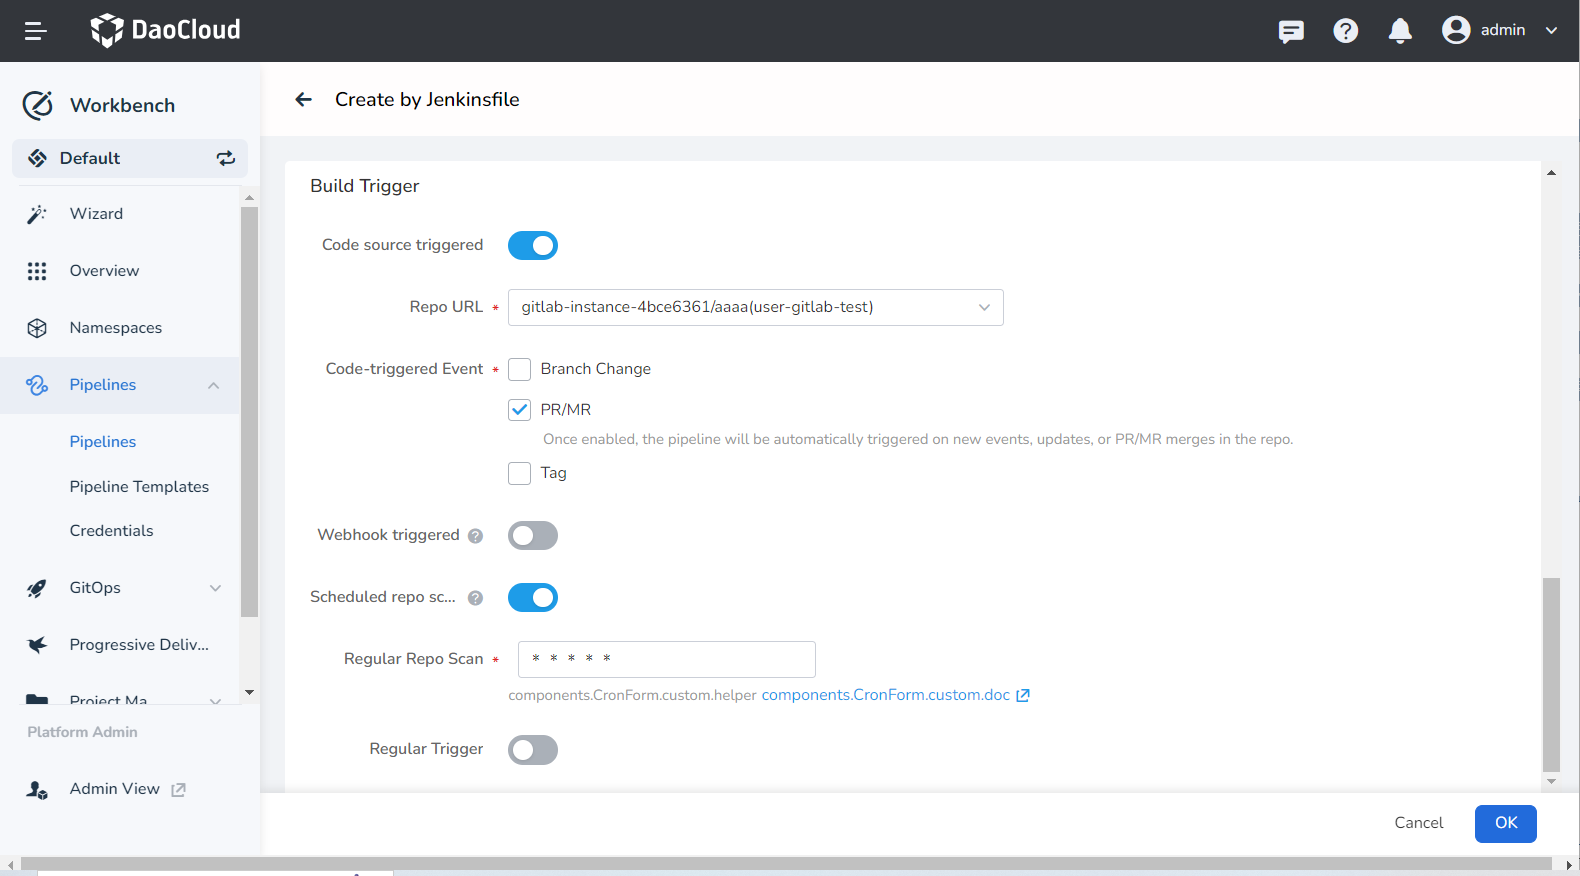 DaoCloud
admin
Workbench
Default
Wizard
Overview
Namespaces
Pipelines
Pipelines
Pipeline Templates
Credentials
GitOps
Progressive Deliv...
Project Ma
Platform Admin
Admin View
Create by Jenkinsfile
Build Trigger
Code source triggered
Repo URL * gitlab-instance-4bce6361/aaaa(user-gitlab-test)
Code-triggered Event * Branch Change
PR/MR
Once enabled, the pipeline will be automatically triggered on new events, updates, or PR/MR merges in the repo.
Tag
Webhook triggered ?
Scheduled repo sc... ?
Regular Repo Scan * * * * * *
components.CronForm.custom.helper components.CronForm.custom.doc
Regular Trigger
Cancel OK